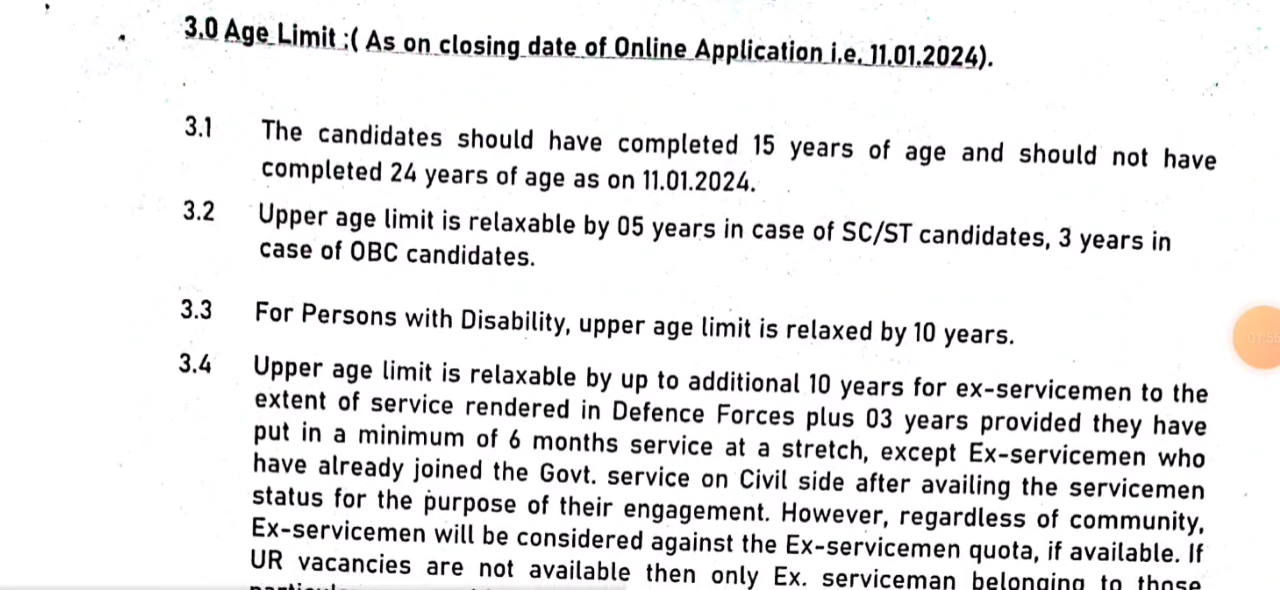 3.0 Age Limit :( As on closing date of Online Application i.e. 11.01.2024).
3.1 The candidates should have completed 15 years of age and should not have
completed 24 years of age as on 11.01.2024.
3.2 Upper age limit is relaxable by 05 years in case of SC/ST candidates, 3 years in
case of OBC candidates.
3.3 For Persons with Disability, upper age limit is relaxed by 10 years.
3.4 Upper age limit is relaxable by up to additional 10 years for ex-servicemen to the
extent of service rendered in Defence Forces plus 03 years provided they have
put in a minimum of 6 months service at a stretch, except Ex-servicemen who
have already joined the Govt. service on Civil side after availing the servicemen
status for the purpose of their engagement. However, regardless of community,
Ex-servicemen will be considered against the Ex-servicemen quota, if available. If
UR vacancies are not available then only Ex. serviceman belonging to those